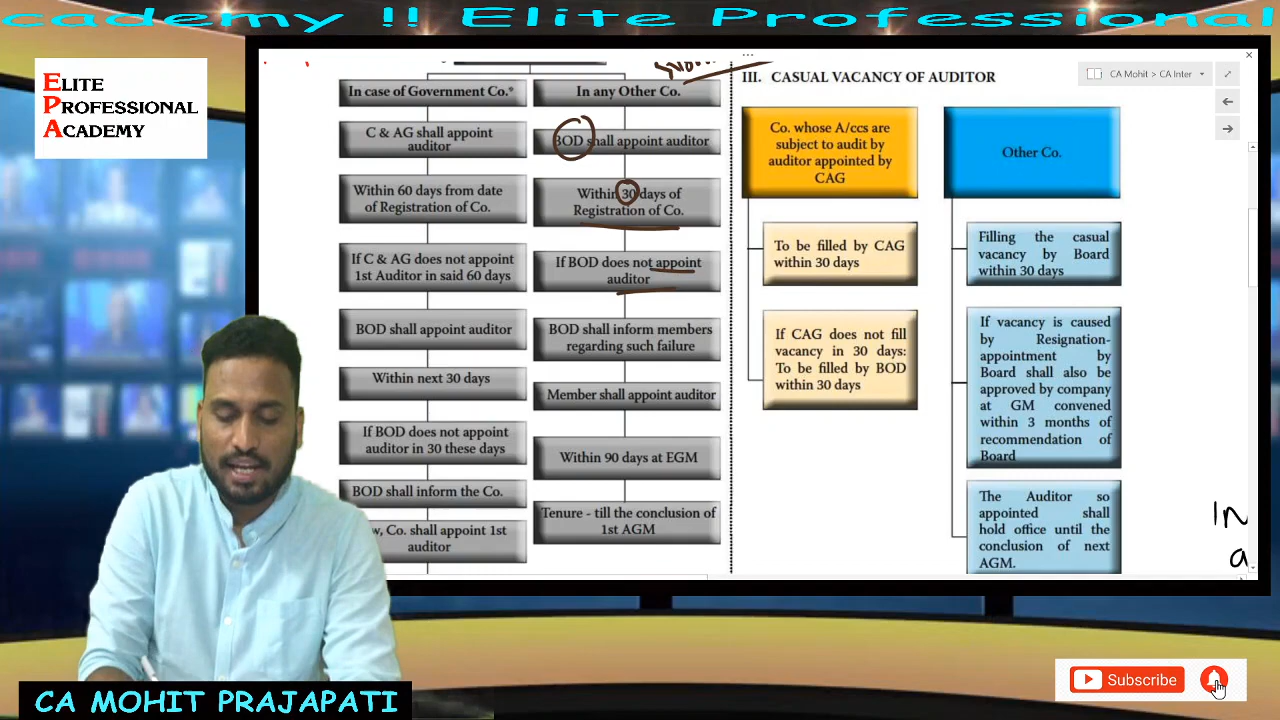 cademy !! Elite Professional
ELITE
PROFESSIONAL
ACADEMY
In case of Government Co.*
C & AG shall appoint
auditor
Within 60 days from date
of Registration of Co.
If C & AG does not appoint
1st Auditor in said 60 days
BOD shall appoint auditor
Within next 30 days
If BOD does not appoint
auditor in 30 these days
BOD shall inform the Co.
w, Co. shall appoint 1st
auditor
In any Other Co.
BOD shall appoint auditor
Within 30 days of
Registration of Co.
If BOD does not appoint
auditor
BOD shall inform members
regarding such failure
Member shall appoint auditor
Within 90 days at EGM
Tenure - till the conclusion of
1st AGM
III. CASUAL VACANCY OF AUDITOR
CA Mohit > CA Inter
Co. whose A/ccs are
subject to audit by
auditor appointed by
CAG
To be filled by CAG
within 30 days
If CAG does not fill
vacancy in 30 days:
To be filled by BOD
within 30 days
Other Co.
Filling the casual
vacancy by Board
within 30 days
If vacancy is caused
by Resignation-
appointment by
Board shall also be
approved by company
at GM convened
within 3 months of
recommendation of
Board
The Auditor so
appointed shall
hold office until the
conclusion of next
AGM.
IN
a
Subscribe
CA MOHIT PRAJAPATI